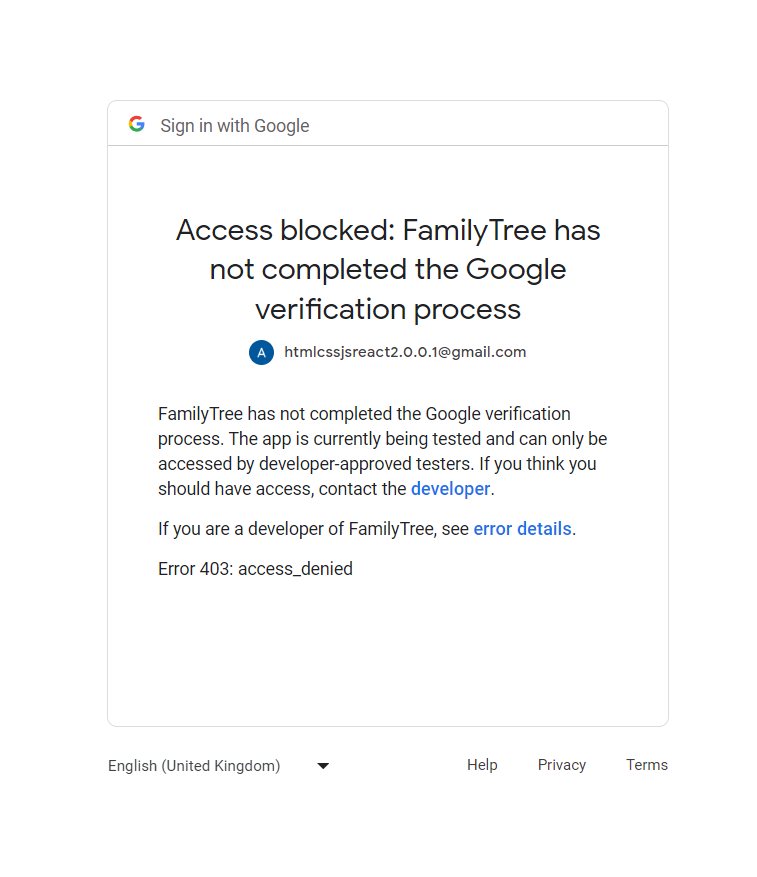 Sign in with Google
Access blocked: FamilyTree has
not completed the Google
verification process
A htmlcssjsreact2.0.0.1@gmail.com
FamilyTree has not completed the Google verification
process. The app is currently being tested and can only be
accessed by developer-approved testers. If you think you
should have access, contact the developer.
If you are a developer of FamilyTree, see error details.
Error 403: access_denied
English (United Kingdom) Help Privacy Terms